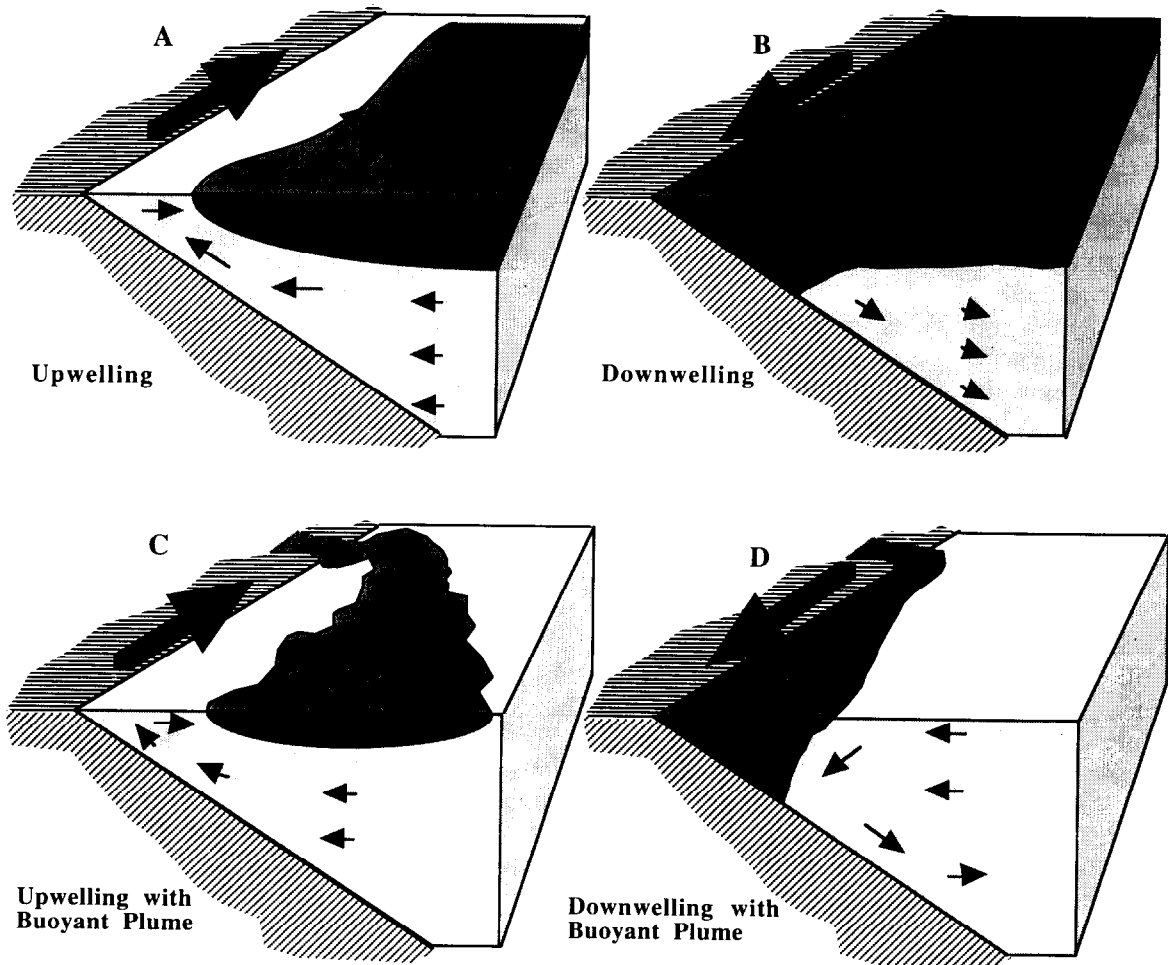 A
B
Upwelling
Downwelling
C
D
Upwelling with
Buoyant Plume
Downwelling with
Buoyant Plume